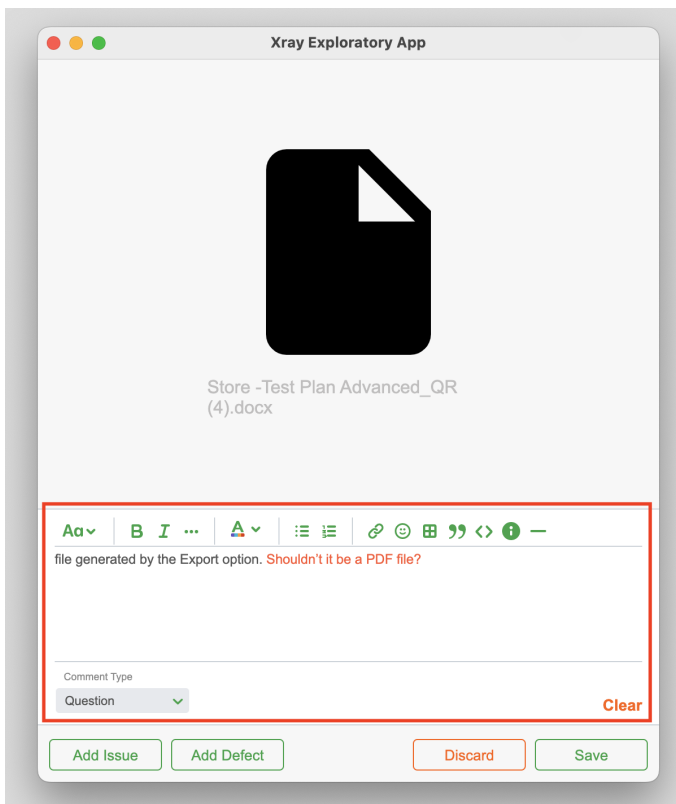 Xray Exploratory App
Store -Test Plan Advanced_QR
(4).docx
Aa B I ... A
file generated by the Export option. Shouldn't it be a PDF file?
Comment Type
Question
Clear
Add Issue Add Defect Discard Save